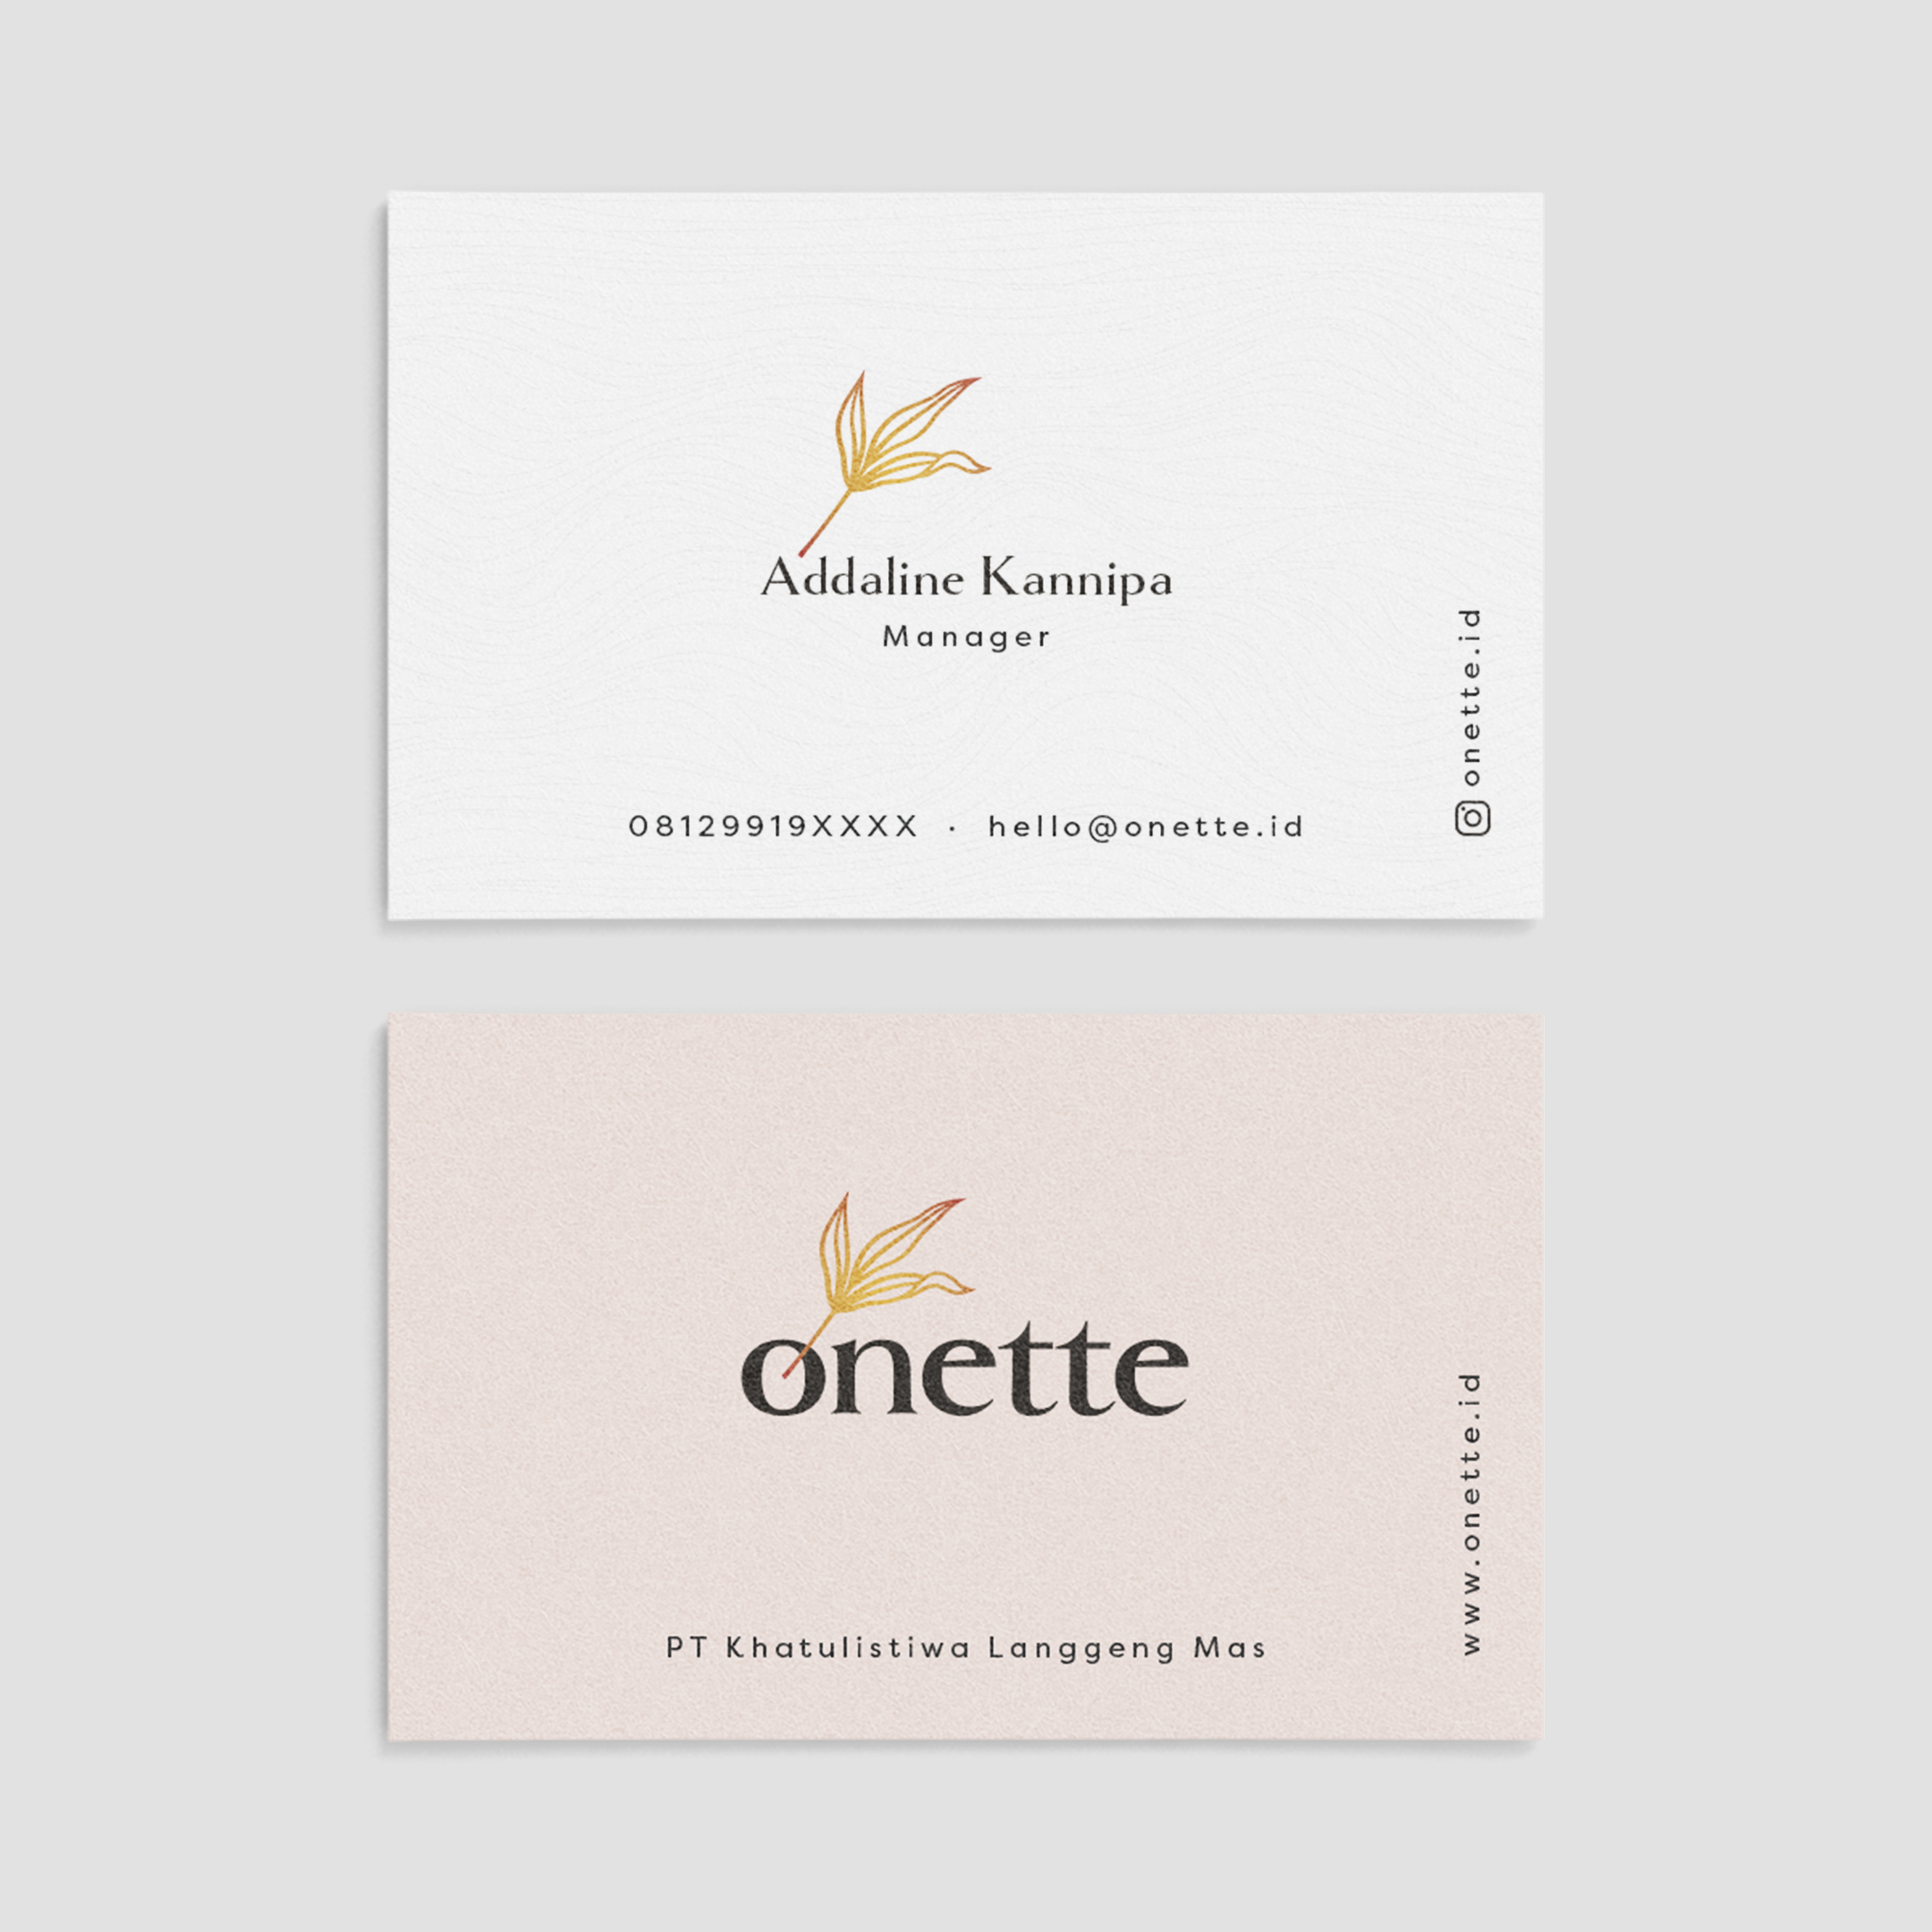 Addaline Kannipa
Manager
08129919XXXX · hello@onette.id
onette.id
onette
PT Khatulistiwa Langgeng Mas
www.onette.id